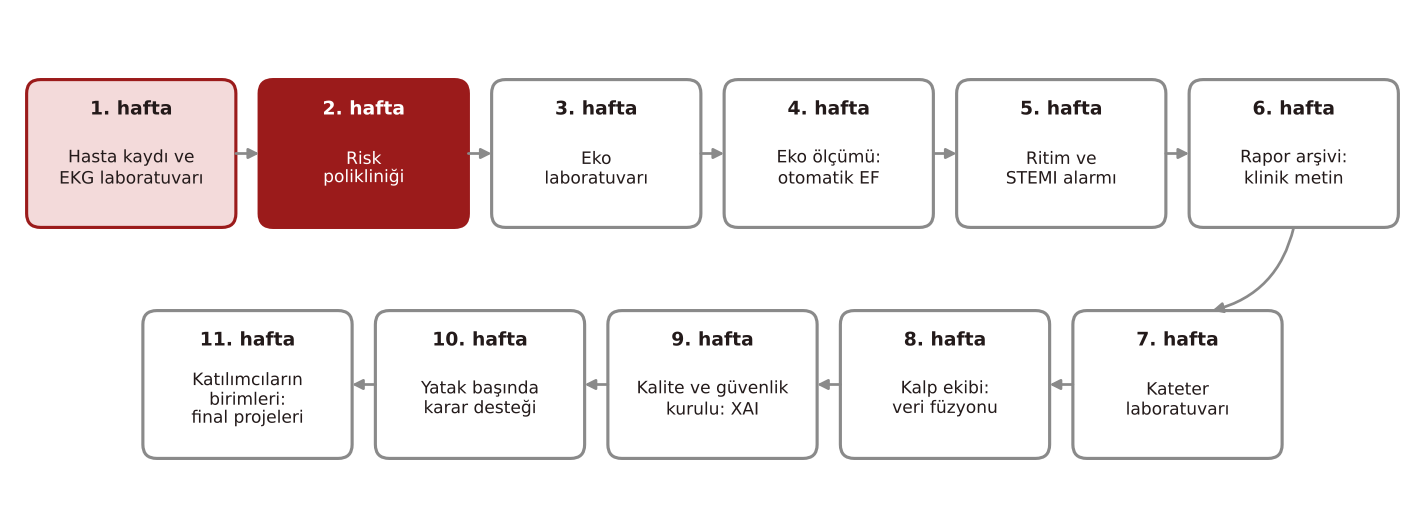 1. hafta
Hasta kaydı ve
EKG laboratuvarı
2. hafta
Risk
polikliniği
3. hafta
Eko
laboratuvarı
4. hafta
Eko ölçümü:
otomatik EF
5. hafta
Ritim ve
STEMI alarmı
6. hafta
Rapor arşivi:
klinik metin
7. hafta
Kateter
laboratuvarı
8. hafta
Kalp ekibi:
veri füzyonu
9. hafta
Kalite ve güvenlik
kurulu: XAI
10. hafta
Yatak başında
karar desteği
11. hafta
Katılımcıların
birimleri:
final projeleri